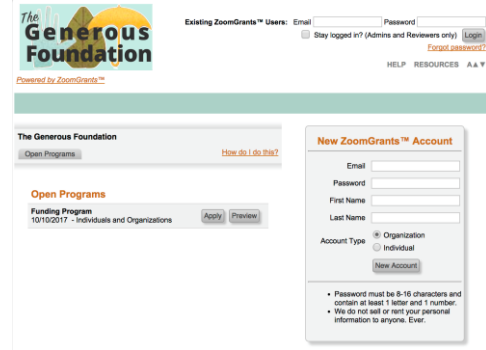 The
Generous
Foundation
Powered by ZoomGrants™
Existing ZoomGrants™ Users: Email Password
Stay logged in? (Admins and Reviewers only) Login
Forgot password?
HELP RESOURCES AA▼
The Generous Foundation
Open Programs How do I do this?
Open Programs
Funding Program
10/10/2017 - Individuals and Organizations Apply Preview
New ZoomGrants™ Account
Email
Password
First Name
Last Name
Account Type Organization
Individual
New Account
• Password must be 8-16 characters and
contain at least 1 letter and 1 number.
• We do not sell or rent your personal
information to anyone. Ever.